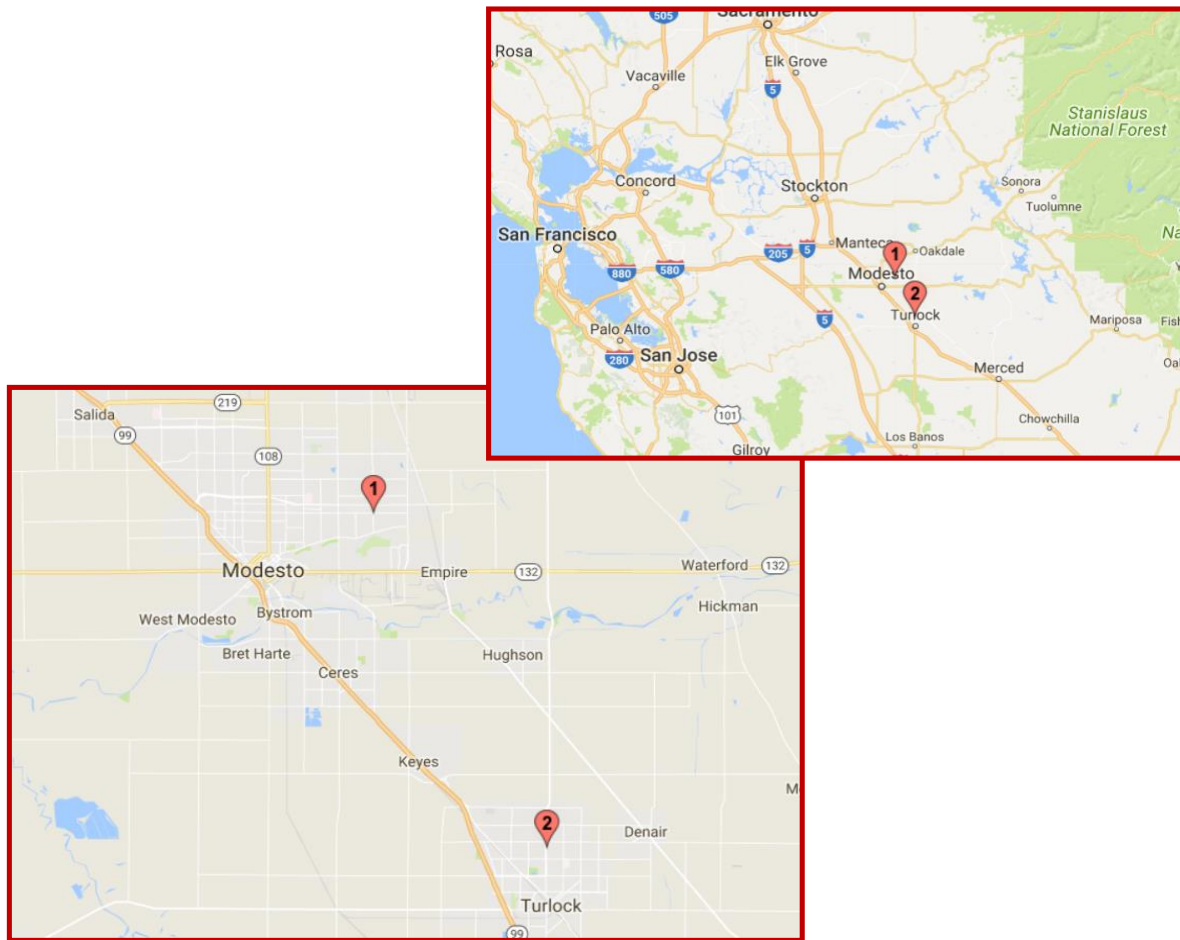 505
Sacramento
Rosa
Elk Grove
Vacaville
5
Stanislaus
National Forest
Concord
Stockton
Sonora
Tuolumne
San Francisco
205
5
Manteca
Oakdale
Na
880
580
1
Modesto
2
Turlock
5
Palo Alto
Mariposa
Fish
280
San Jose
Merced
Oa
101
Chowchilla
Los Banos
Gilroy
219
Salida
99
108
1
Modesto
Empire
132
Waterford
132
Hickman
West Modesto
Bystrom
Bret Harte
Hughson
Ceres
Keyes
M
2
Denair
Turlock
99